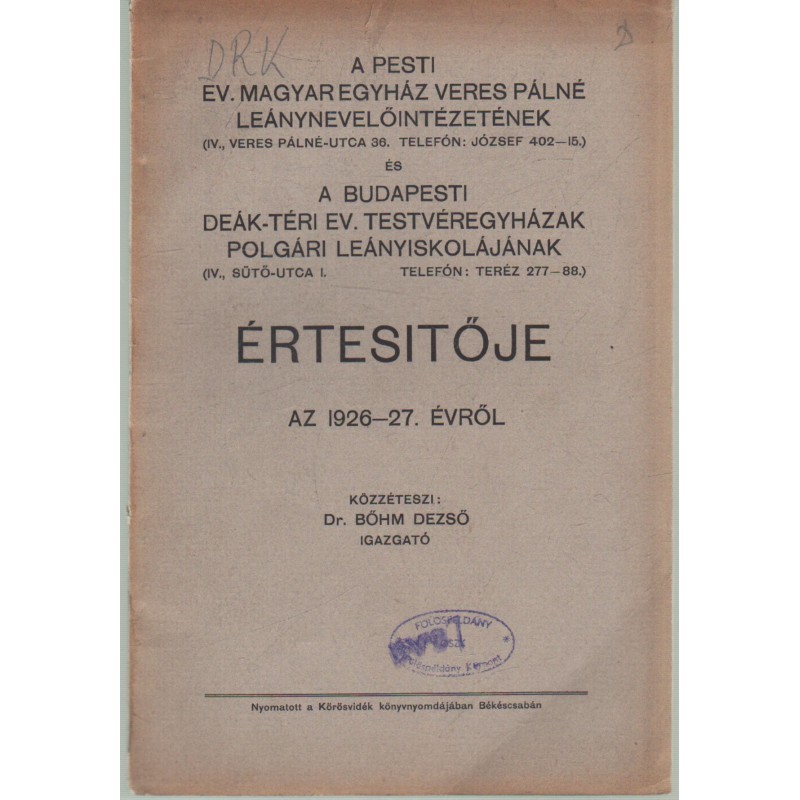 DRK
A PESTI
EV. MAGYAR EGYHÁZ VERES PÁLNÉ
LEÁNYNEVELŐINTÉZETÉNEK
(IV., VERES PÁLNÉ-UTCA 36. TELEFÓN: JÓZSEF 402—15.)
ÉS
A BUDAPESTI
DEÁK-TÉRI EV. TESTVÉREGYHÁZAK
POLGÁRI LEÁNYISKOLÁJÁNAK
(IV., SÜTŐ-UTCA I. TELEFÓN: TERÉZ 277—88.)
ÉRTESITŐJE
AZ 1926—27. ÉVRŐL
KÖZZÉTESZI:
Dr. BŐHM DEZSŐ
IGAZGATÓ
FÖLÖSPÉLDÁNY
OSZK
Nyomatott a Körösvidék könyvnyomdájában Békéscsabán